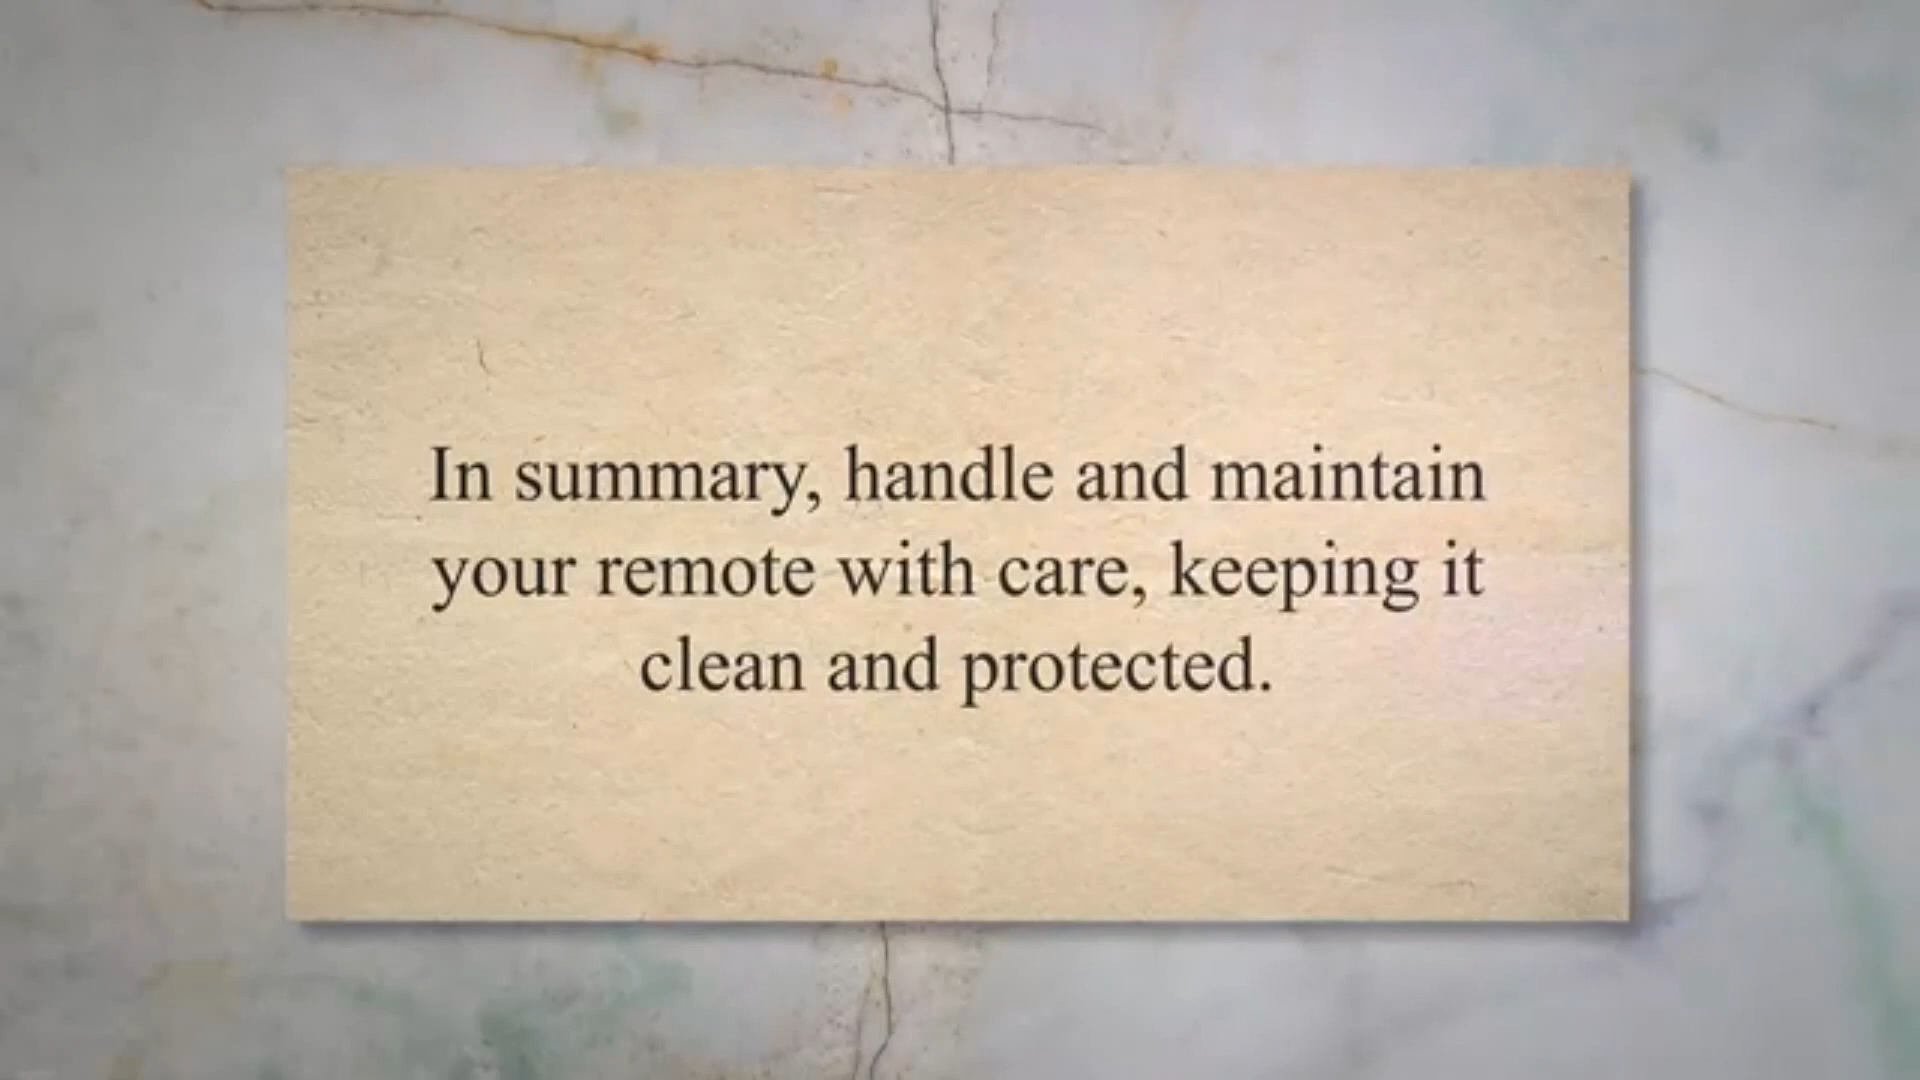 In summary, handle and maintain
your remote with care, keeping it
clean and protected.